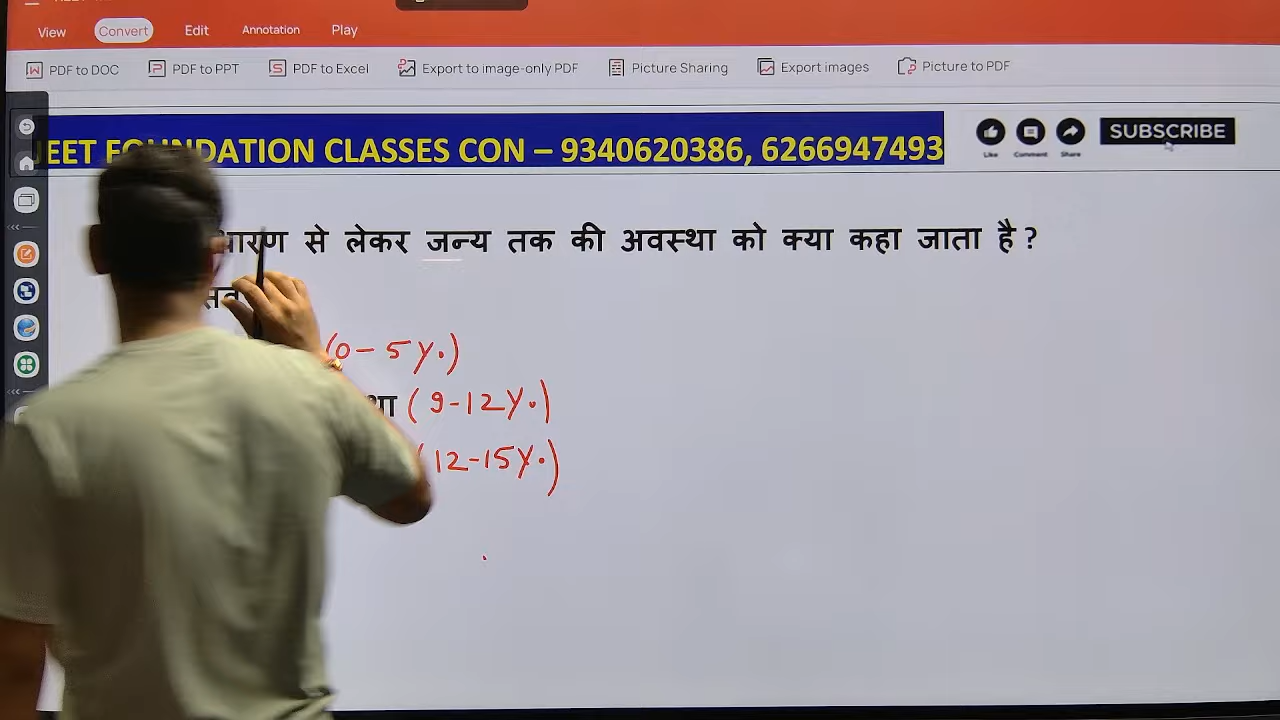 View Convert Edit Annotation Play
PDF to DOC PDF to PPT PDF to Excel Export to image-only PDF Picture Sharing Export images Picture to PDF
CLASSES CON – 9340620386, 6266947493
SUBSCRIBE
Like Comment Share
से लेकर जन्य तक की अवस्था को क्या कहा जाता है ?
(0-5y.)
(9-12y.)
(12-15y.)